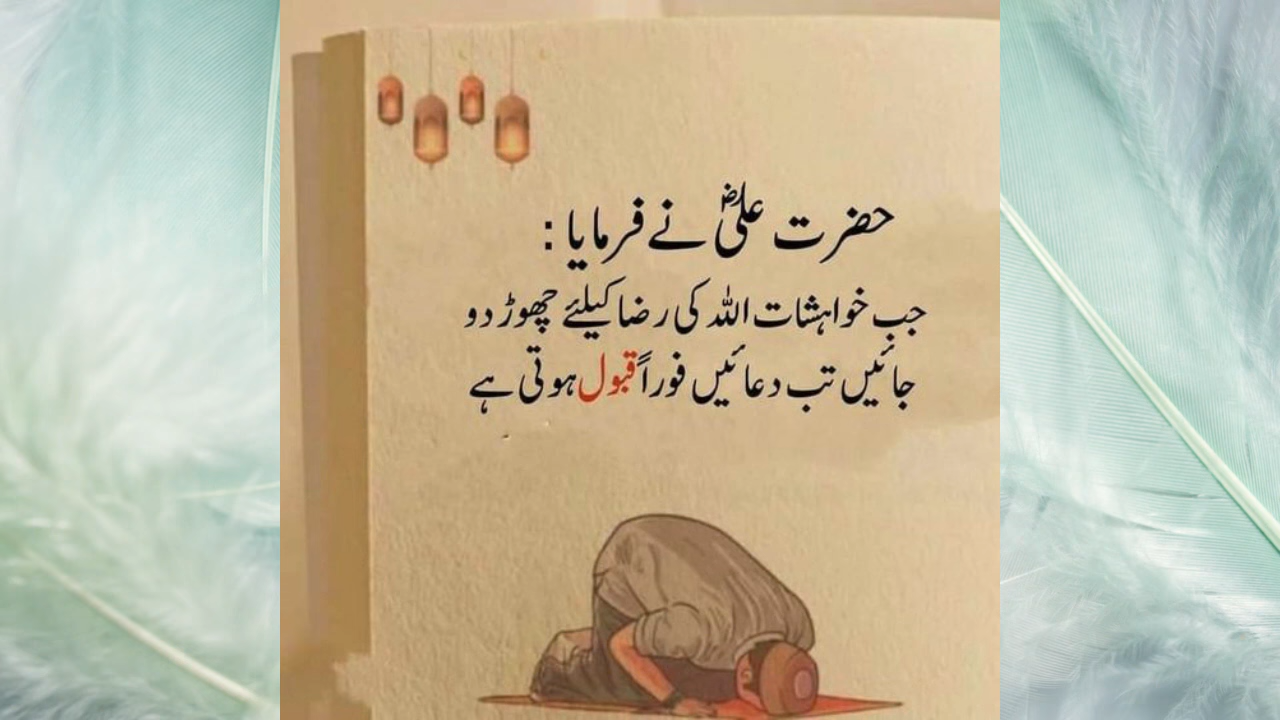 حضرت علیؓ نے فرمایا :
جب خواہشات اللہ کی رضا کیلئے چھوڑ دو
جائیں تب دعائیں فوراً قبول ہوتی ہے